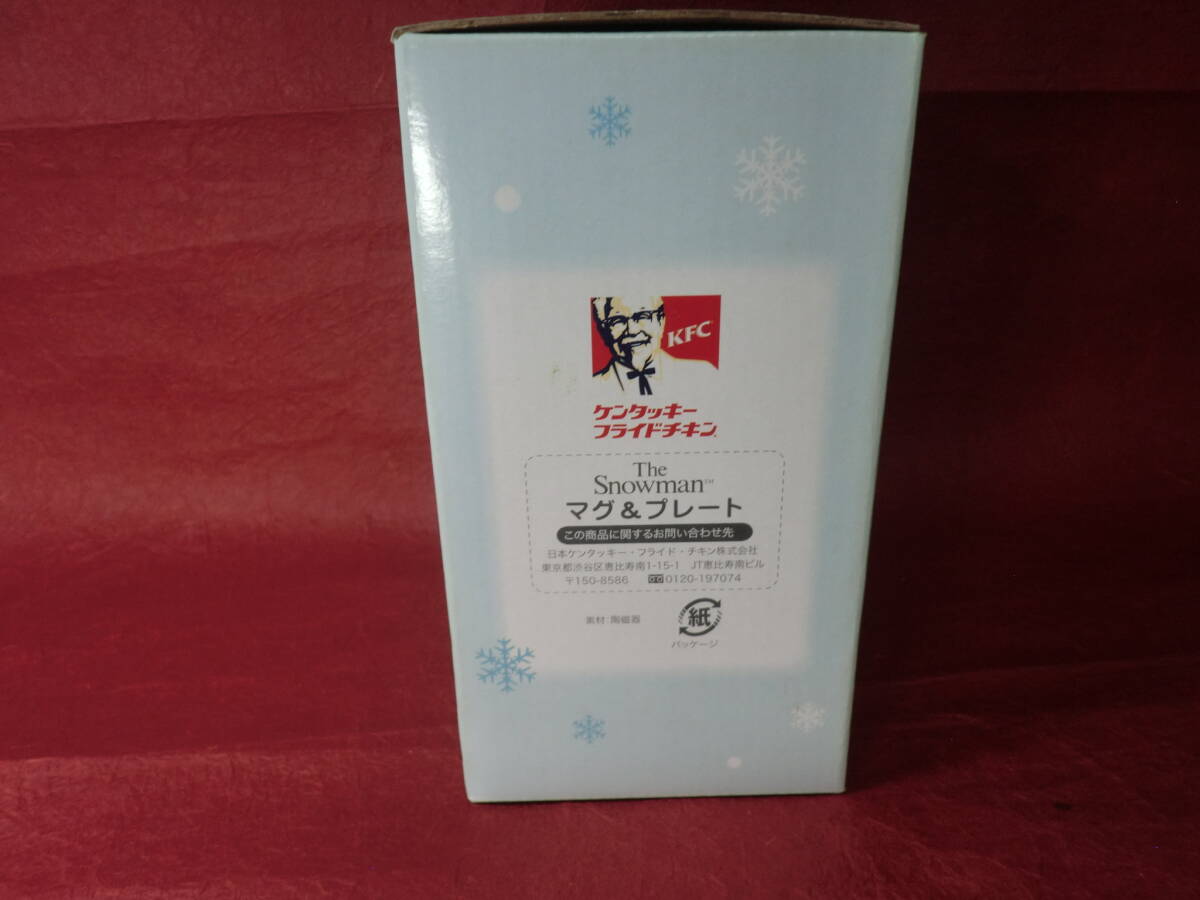 KFC
ケンタッキー
フライドチキン
The
Snowman™
マグ&プレート
この商品に関するお問い合わせ先
日本ケンタッキー・フライド・チキン株式会社
東京都渋谷区恵比寿南1-15-1 JT恵比寿南ビル
〒150-8586 0120-197074
素材:陶磁器
紙
パッケージ